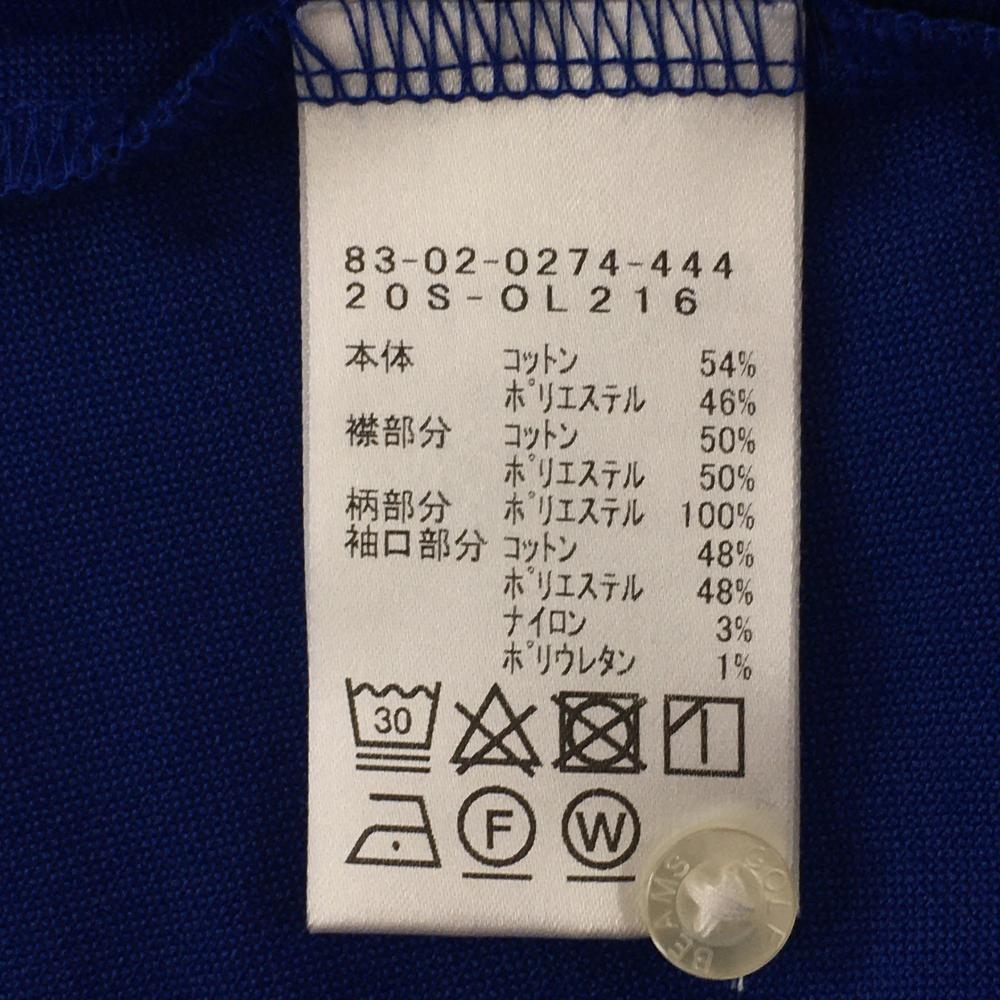 83-02-0274-444
20S-OL216
本体 コットン 54%
ポリエステル 46%
襟部分 コットン 50%
ポリエステル 50%
柄部分 ポリエステル 100%
袖口部分 コットン 48%
ポリエステル 48%
ナイロン 3%
ポリウレタン 1%
30
F W
BEAMS GOLF